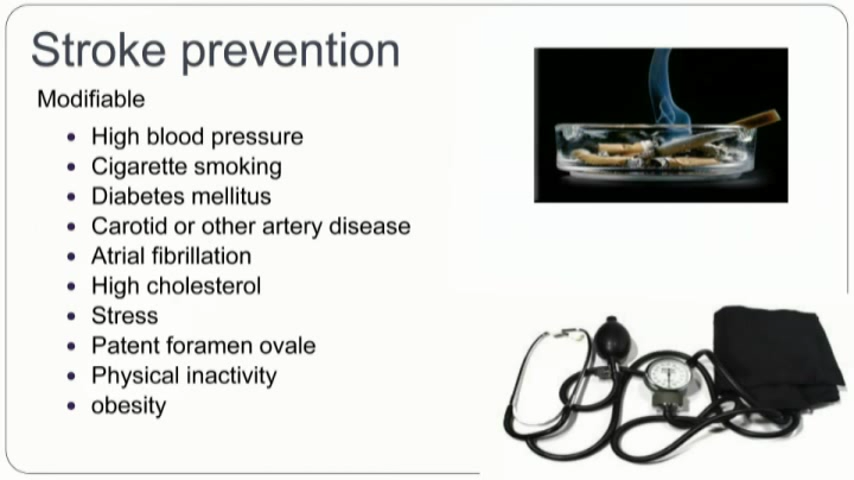 Stroke prevention
Modifiable
• High blood pressure
• Cigarette smoking
• Diabetes mellitus
• Carotid or other artery disease
• Atrial fibrillation
• High cholesterol
• Stress
• Patent foramen ovale
• Physical inactivity
• obesity